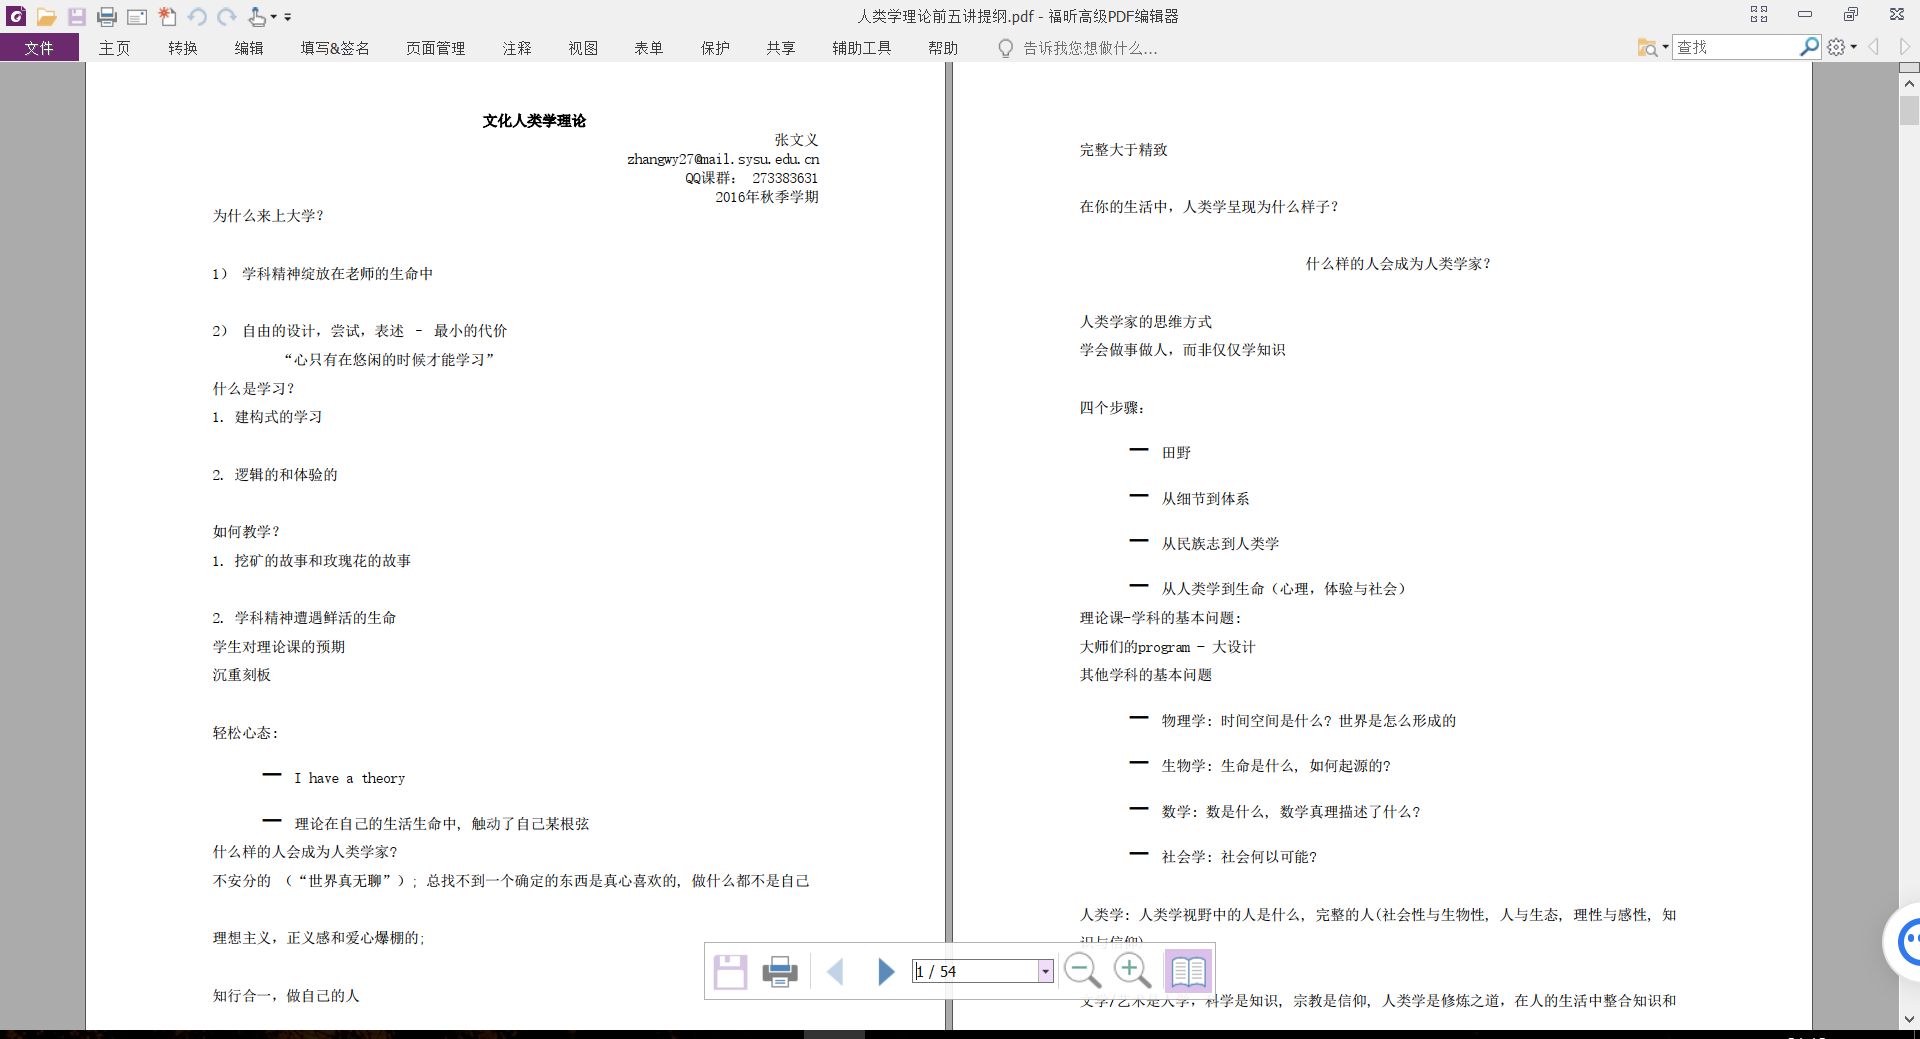 人类学理论前五讲提纲.pdf - 福昕高级PDF编辑器
文件 主页 转换 编辑 填写&签名 页面管理 注释 视图 表单 保护 共享 辅助工具 帮助 告诉我您想做什么... 查找
文化人类学理论
张文义
zhangwy27@mail.sysu.edu.cn
QQ课群： 273383631
2016年秋季学期
为什么来上大学？
1） 学科精神绽放在老师的生命中
2） 自由的设计，尝试，表述 – 最小的代价
“心只有在悠闲的时候才能学习”
什么是学习？
1. 建构式的学习
2. 逻辑的和体验的
如何教学？
1. 挖矿的故事和玫瑰花的故事
2. 学科精神遭遇鲜活的生命
学生对理论课的预期
沉重刻板
轻松心态:
— I have a theory
— 理论在自己的生活生命中, 触动了自己某根弦
什么样的人会成为人类学家?
不安分的 （“世界真无聊”）; 总找不到一个确定的东西是真心喜欢的, 做什么都不是自己
理想主义，正义感和爱心爆棚的;
知行合一，做自己的人
完整大于精致
在你的生活中，人类学呈现为什么样子？
什么样的人会成为人类学家？
人类学家的思维方式
学会做事做人，而非仅仅学知识
四个步骤：
— 田野
— 从细节到体系
— 从民族志到人类学
— 从人类学到生命（心理，体验与社会）
理论课—学科的基本问题:
大师们的program – 大设计
其他学科的基本问题
— 物理学: 时间空间是什么? 世界是怎么形成的
— 生物学: 生命是什么, 如何起源的?
— 数学: 数是什么, 数学真理描述了什么?
— 社会学: 社会何以可能?
人类学: 人类学视野中的人是什么, 完整的人(社会性与生物性, 人与生态, 理性与感性, 知
识与信仰)
文学/艺术是人学, 科学是知识, 宗教是信仰, 人类学是修炼之道, 在人的生活中整合知识和
1 / 54